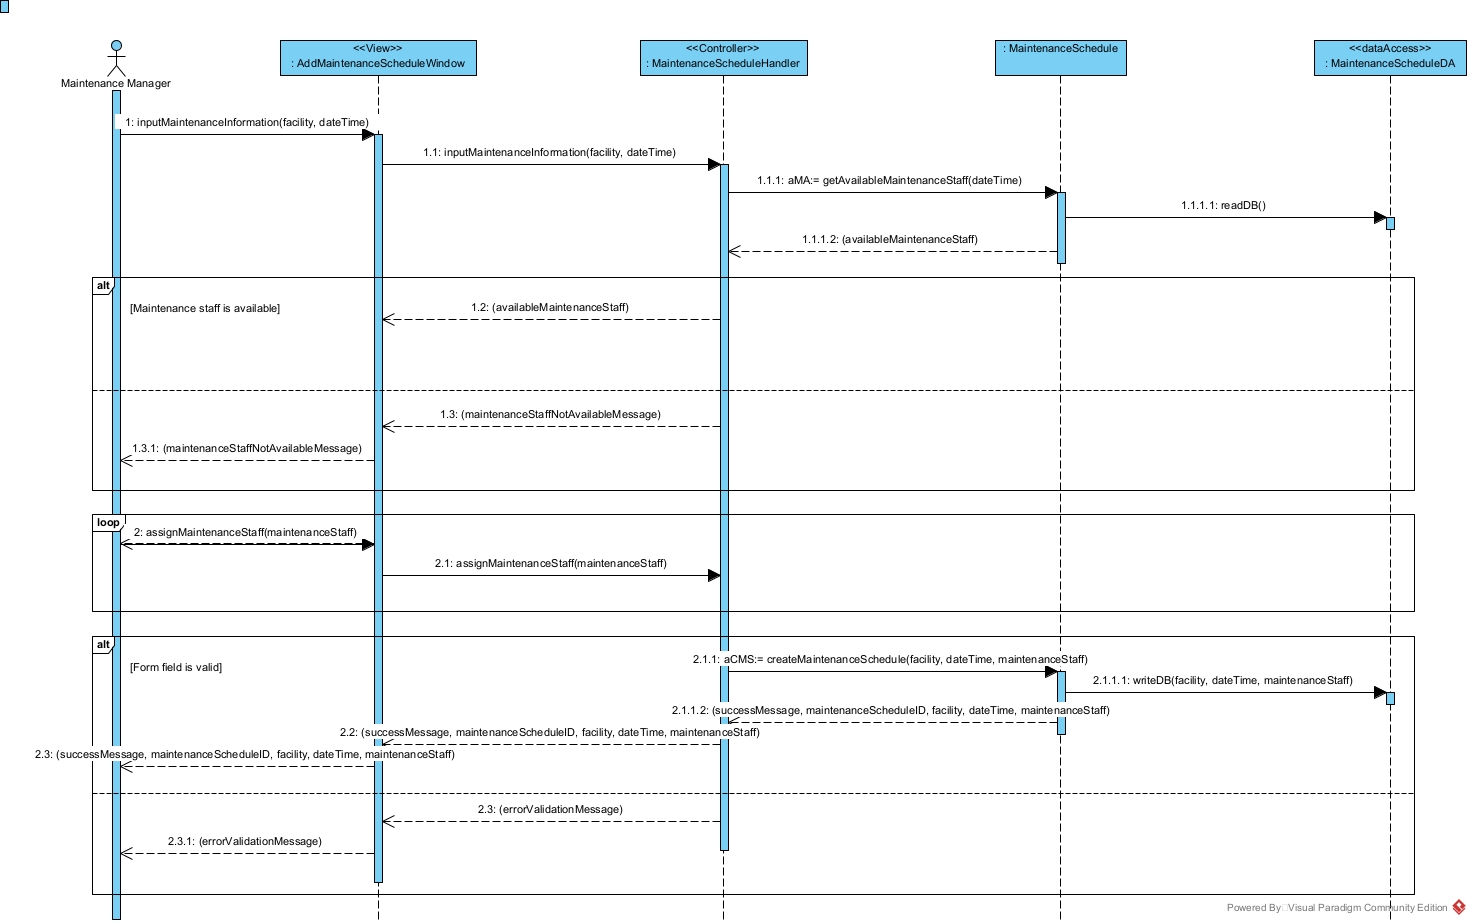 <<View>>
: AddMaintenanceScheduleWindow
<<Controller>>
: MaintenanceScheduleHandler
: MaintenanceSchedule
<<dataAccess>>
: MaintenanceScheduleDA
Maintenance Manager
1: inputMaintenanceInformation(facility, dateTime)
1.1: inputMaintenanceInformation(facility, dateTime)
1.1.1: aMA:= getAvailableMaintenanceStaff(dateTime)
1.1.1.1: readDB()
1.1.1.2: (availableMaintenanceStaff)
alt
[Maintenance staff is available]
1.2: (availableMaintenanceStaff)
1.3: (maintenanceStaffNotAvailableMessage)
1.3.1: (maintenanceStaffNotAvailableMessage)
loop
2: assignMaintenanceStaff(maintenanceStaff)
2.1: assignMaintenanceStaff(maintenanceStaff)
alt
[Form field is valid]
2.1.1: aCMS:= createMaintenanceSchedule(facility, dateTime, maintenanceStaff)
2.1.1.1: writeDB(facility, dateTime, maintenanceStaff)
2.1.1.2: (successMessage, maintenanceScheduleID, facility, dateTime, maintenanceStaff)
2.2: (successMessage, maintenanceScheduleID, facility, dateTime, maintenanceStaff)
2.3: (successMessage, maintenanceScheduleID, facility, dateTime, maintenanceStaff)
2.3: (errorValidationMessage)
2.3.1: (errorValidationMessage)
Powered By Visual Paradigm Community Edition